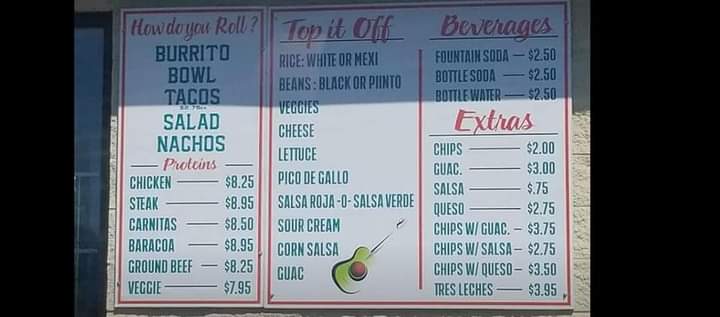 How do you Roll?
BURRITO
BOWL
TACOS
SALAD
NACHOS
Proteins
CHICKEN $8.25
STEAK $8.95
CARNITAS $8.50
BARACOA $8.95
GROUND BEEF $8.25
VEGGIE $7.95
Top it Off
RICE: WHITE OR MEXI
BEANS: BLACK OR PIINTO
VEGGIES
CHEESE
LETTUCE
PICO DE GALLO
SALSA ROJA -O- SALSA VERDE
SOUR CREAM
CORN SALSA
GUAC
Beverages
FOUNTAIN SODA $2.50
BOTTLE SODA $2.50
BOTTLE WATER $2.50
Extras
CHIPS $2.00
GUAC. $3.00
SALSA $.75
QUESO $2.75
CHIPS W/ GUAC. $3.75
CHIPS W/ SALSA $2.75
CHIPS W/ QUESO $3.50
TRES LECHES $3.95